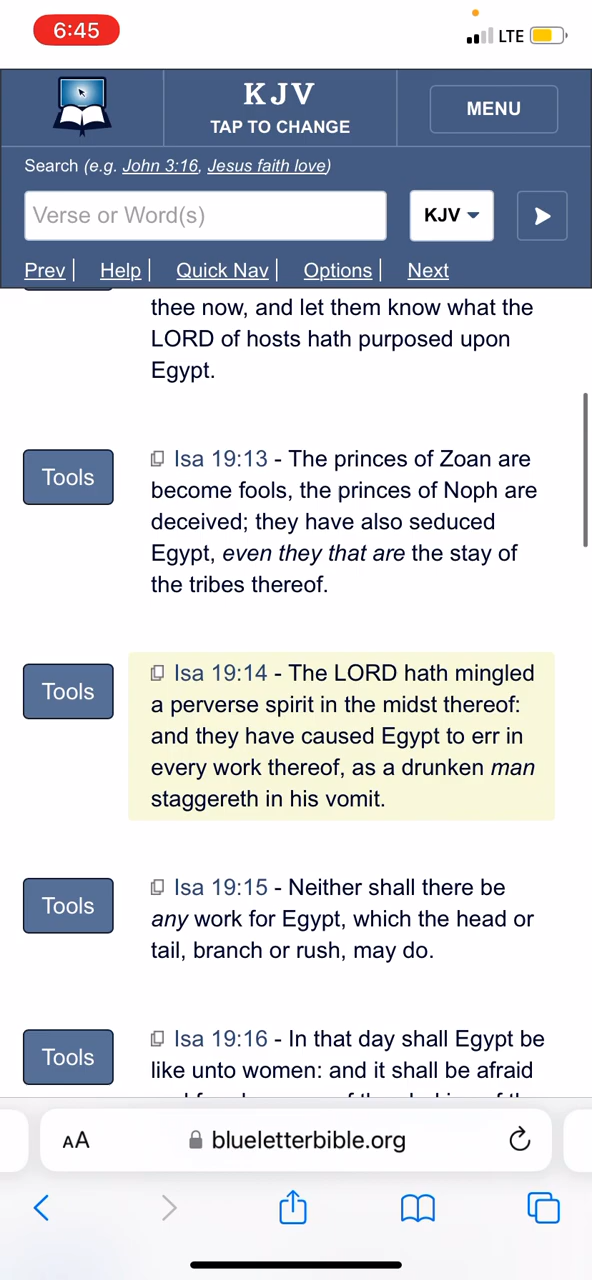 6:45
LTE
KJV
TAP TO CHANGE
MENU
Search (e.g. John 3:16, Jesus faith love)
Verse or Word(s)
KJV
Prev | Help | Quick Nav | Options | Next
thee now, and let them know what the
LORD of hosts hath purposed upon
Egypt.
Tools
Isa 19:13 - The princes of Zoan are
become fools, the princes of Noph are
deceived; they have also seduced
Egypt, even they that are the stay of
the tribes thereof.
Tools
Isa 19:14 - The LORD hath mingled
a perverse spirit in the midst thereof:
and they have caused Egypt to err in
every work thereof, as a drunken man
staggereth in his vomit.
Tools
Isa 19:15 - Neither shall there be
any work for Egypt, which the head or
tail, branch or rush, may do.
Tools
Isa 19:16 - In that day shall Egypt be
like unto women: and it shall be afraid
AA
blueletterbible.org